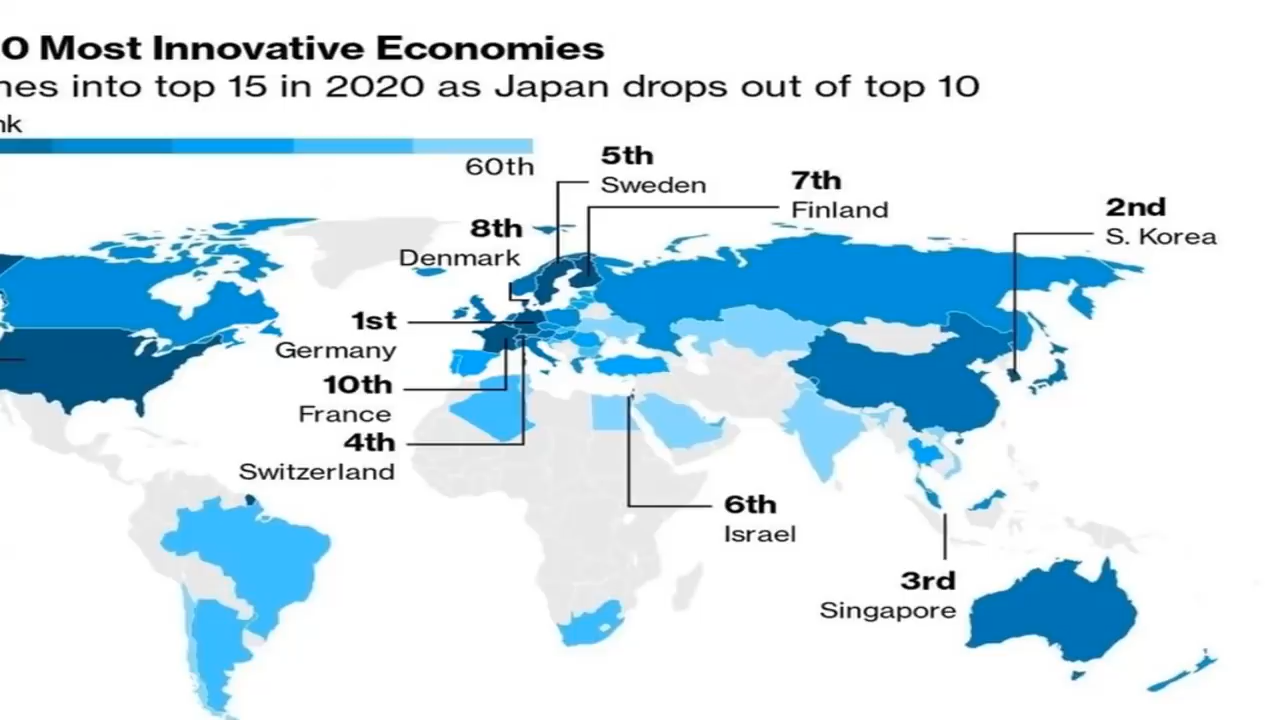 0 Most Innovative Economies
nes into top 15 in 2020 as Japan drops out of top 10
nk
60th
5th
Sweden
7th
Finland
2nd
S. Korea
8th
Denmark
1st
Germany
10th
France
4th
Switzerland
6th
Israel
3rd
Singapore